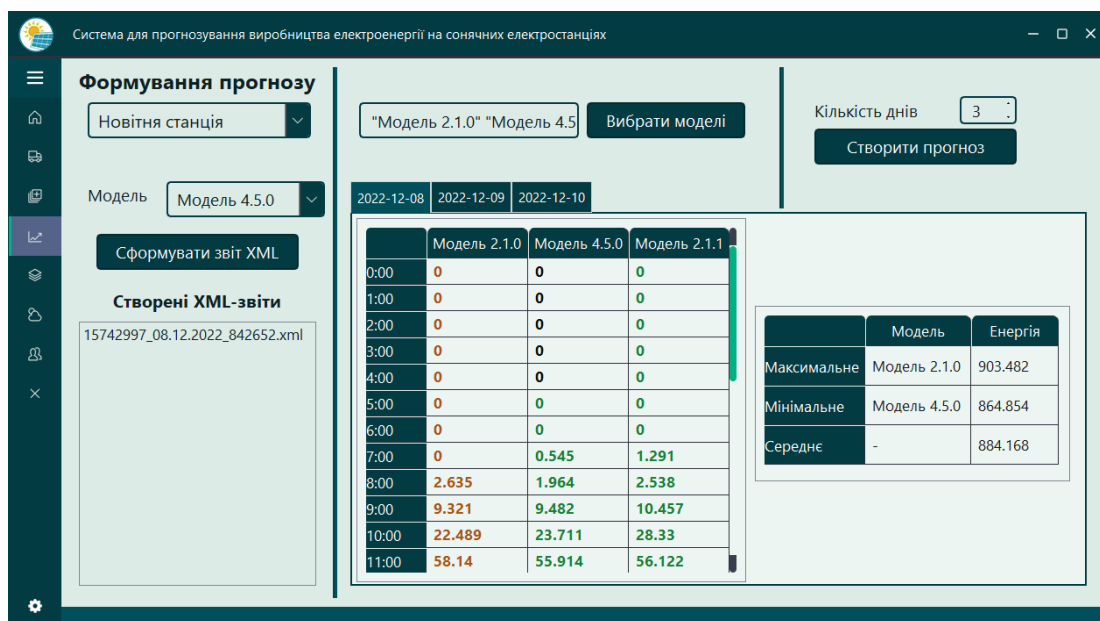 Система для прогнозування виробництва електроенергії на сонячних електростанціях
Формування прогнозу
Новітня станція
Модель
Модель 4.5.0
Сформувати звіт XML
Створені XML-звіти
15742997_08.12.2022_842652.xml
"Модель 2.1.0" "Модель 4.5
Вибрати моделі
Кількість днів 3
Створити прогноз
2022-12-08 2022-12-09 2022-12-10
Модель 2.1.0 Модель 4.5.0 Модель 2.1.1
0:00 0 0 0
1:00 0 0 0
2:00 0 0 0
3:00 0 0 0
4:00 0 0 0
5:00 0 0 0
6:00 0 0 0
7:00 0 0.545 1.291
8:00 2.635 1.964 2.538
9:00 9.321 9.482 10.457
10:00 22.489 23.711 28.33
11:00 58.14 55.914 56.122
Модель Енергія
Максимальне Модель 2.1.0 903.482
Мінімальне Модель 4.5.0 864.854
Середнє - 884.168